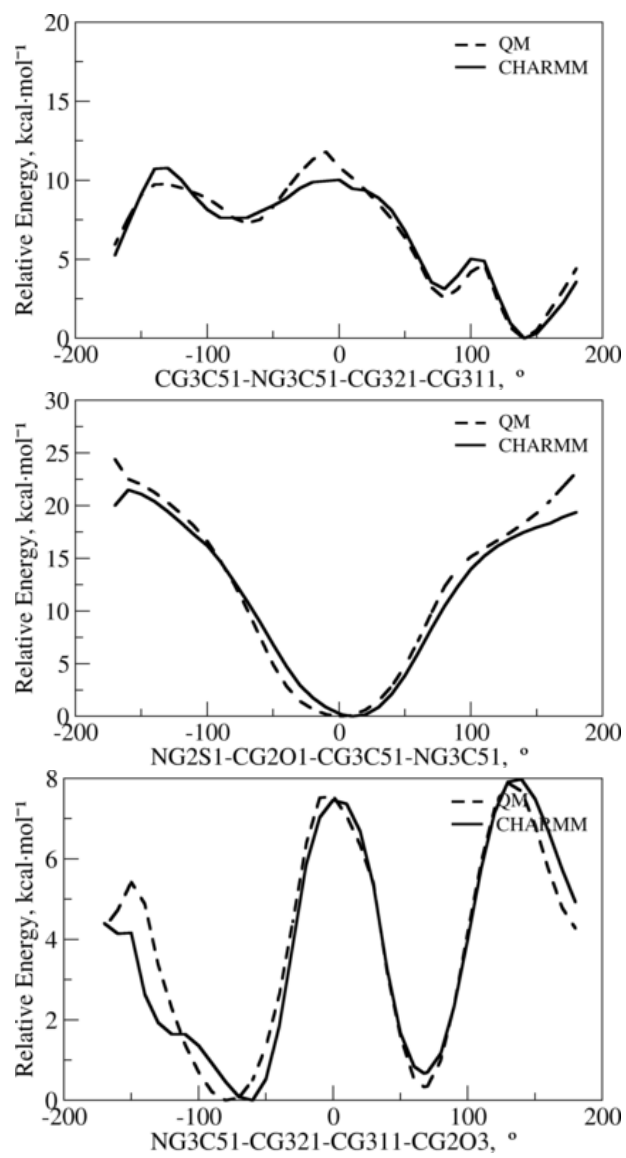 20
QM
CHARMM
15
10
5
0
Relative Energy, kcal·mol⁻¹
-200 -100 0 100 200
CG3C51-NG3C51-CG321-CG311, º
30
QM
CHARMM
25
20
15
10
5
0
Relative Energy, kcal·mol⁻¹
-200 -100 0 100 200
NG2S1-CG2O1-CG3C51-NG3C51, º
8
QM
CHARMM
6
4
2
0
Relative Energy, kcal·mol⁻¹
-200 -100 0 100 200
NG3C51-CG321-CG311-CG2O3, º